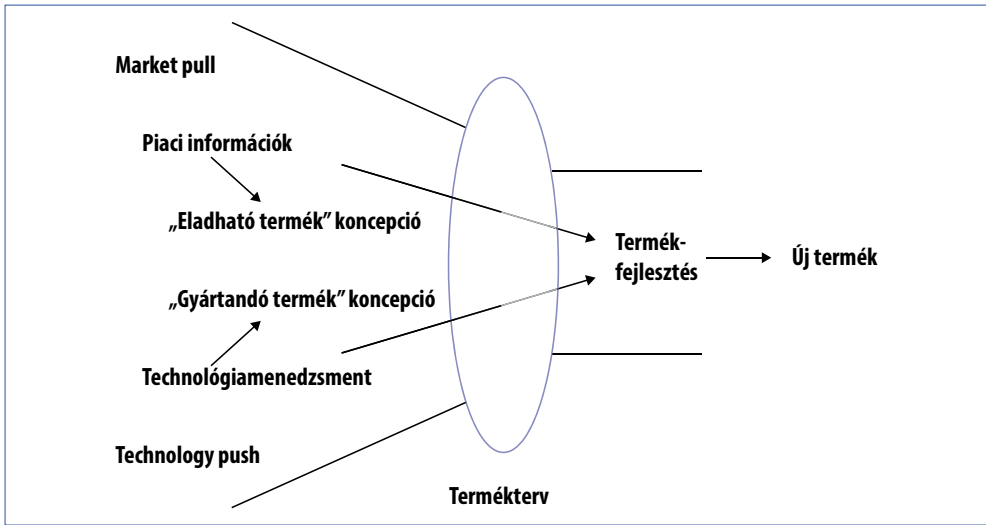 Market pull
Piaci információk
„Eladható termék” koncepció
„Gyártandó termék” koncepció
Technológiamenedzsment
Technology push
Termékterv
Termék-
fejlesztés
Új termék